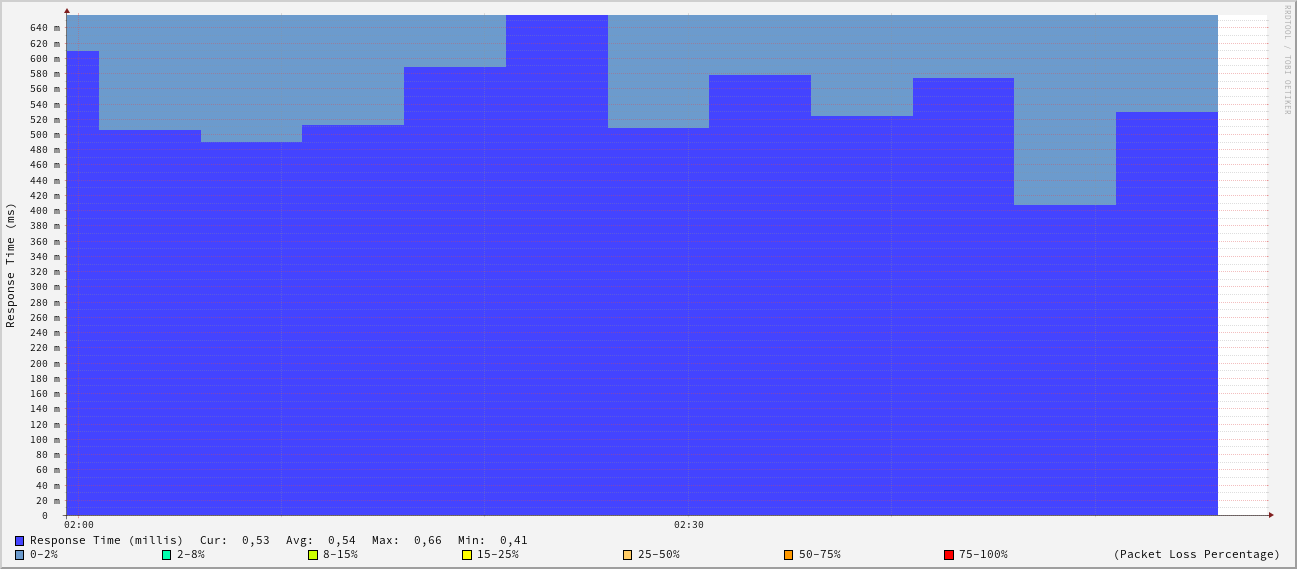 RRDTOOL / TOBI OETIKER
Response Time (ms)
640 m
620 m
600 m
580 m
560 m
540 m
520 m
500 m
480 m
460 m
440 m
420 m
400 m
380 m
360 m
340 m
320 m
300 m
280 m
260 m
240 m
220 m
200 m
180 m
160 m
140 m
120 m
100 m
80 m
60 m
40 m
20 m
0
02:00 02:30
Response Time (millis) Cur: 0,53 Avg: 0,54 Max: 0,66 Min: 0,41
0-2% 2-8% 8-15% 15-25% 25-50% 50-75% 75-100% (Packet Loss Percentage)